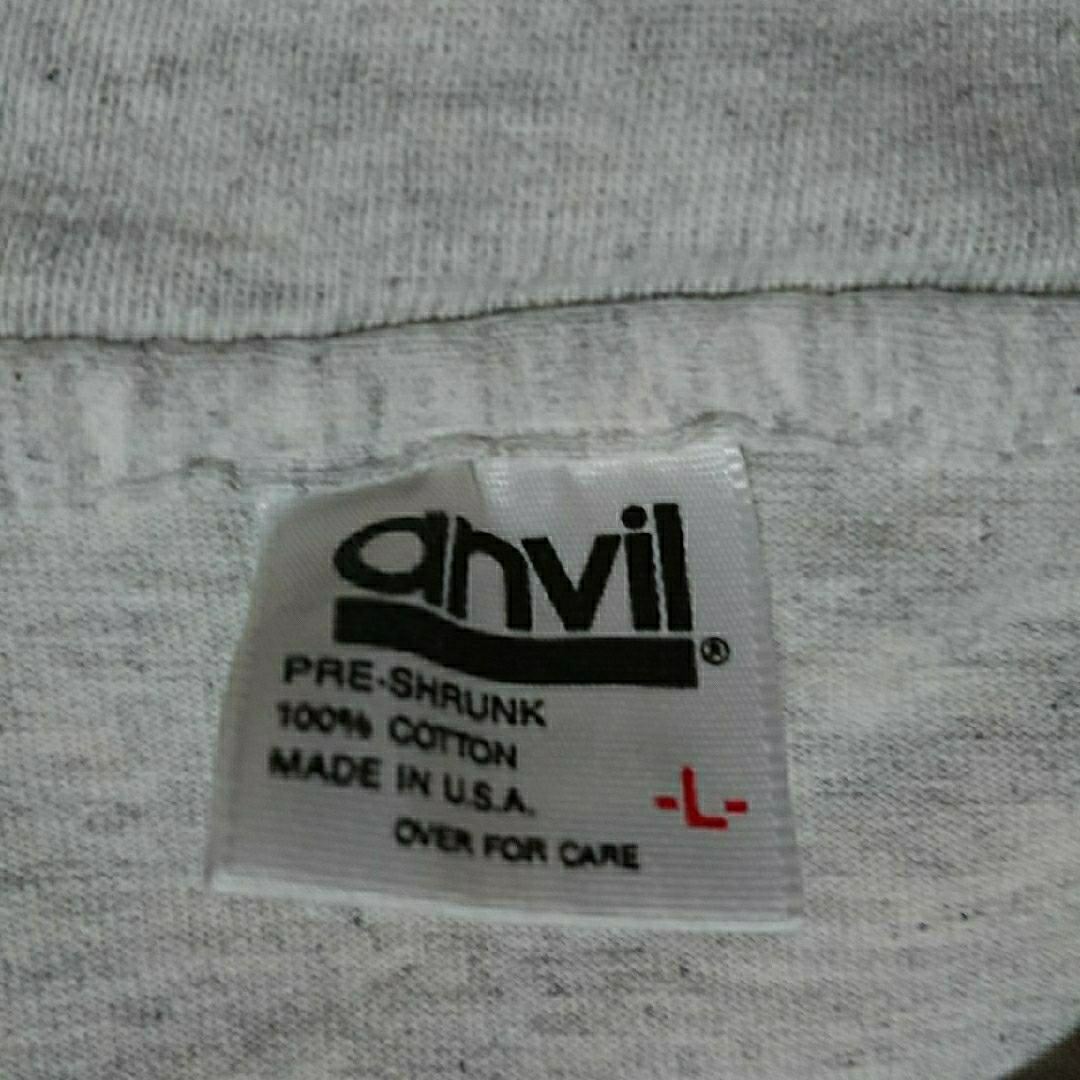 anvil®
PRE-SHRUNK
100% COTTON
MADE IN U.S.A.
-L-
OVER FOR CARE